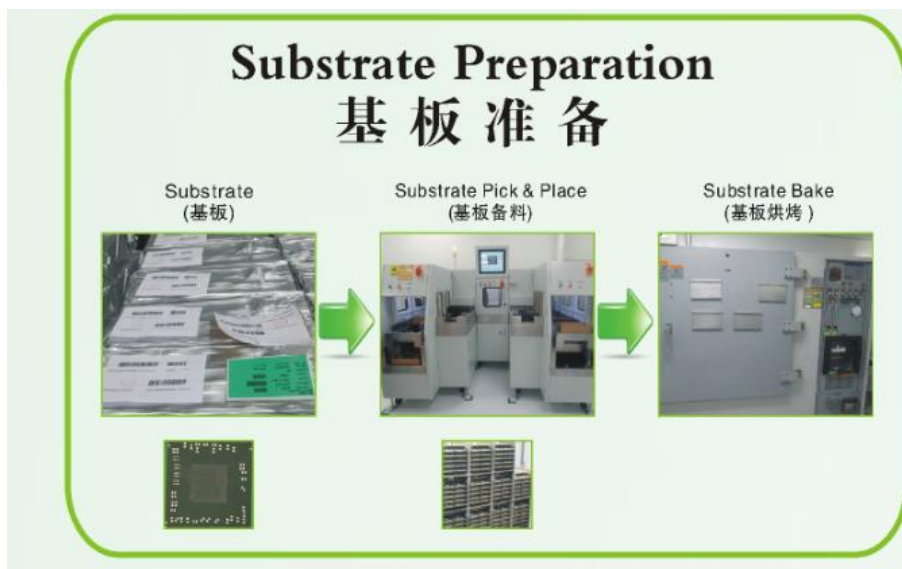 Substrate Preparation
基板准备
Substrate
(基板)
Substrate Pick & Place
(基板备料)
Substrate Bake
(基板烘烤 )